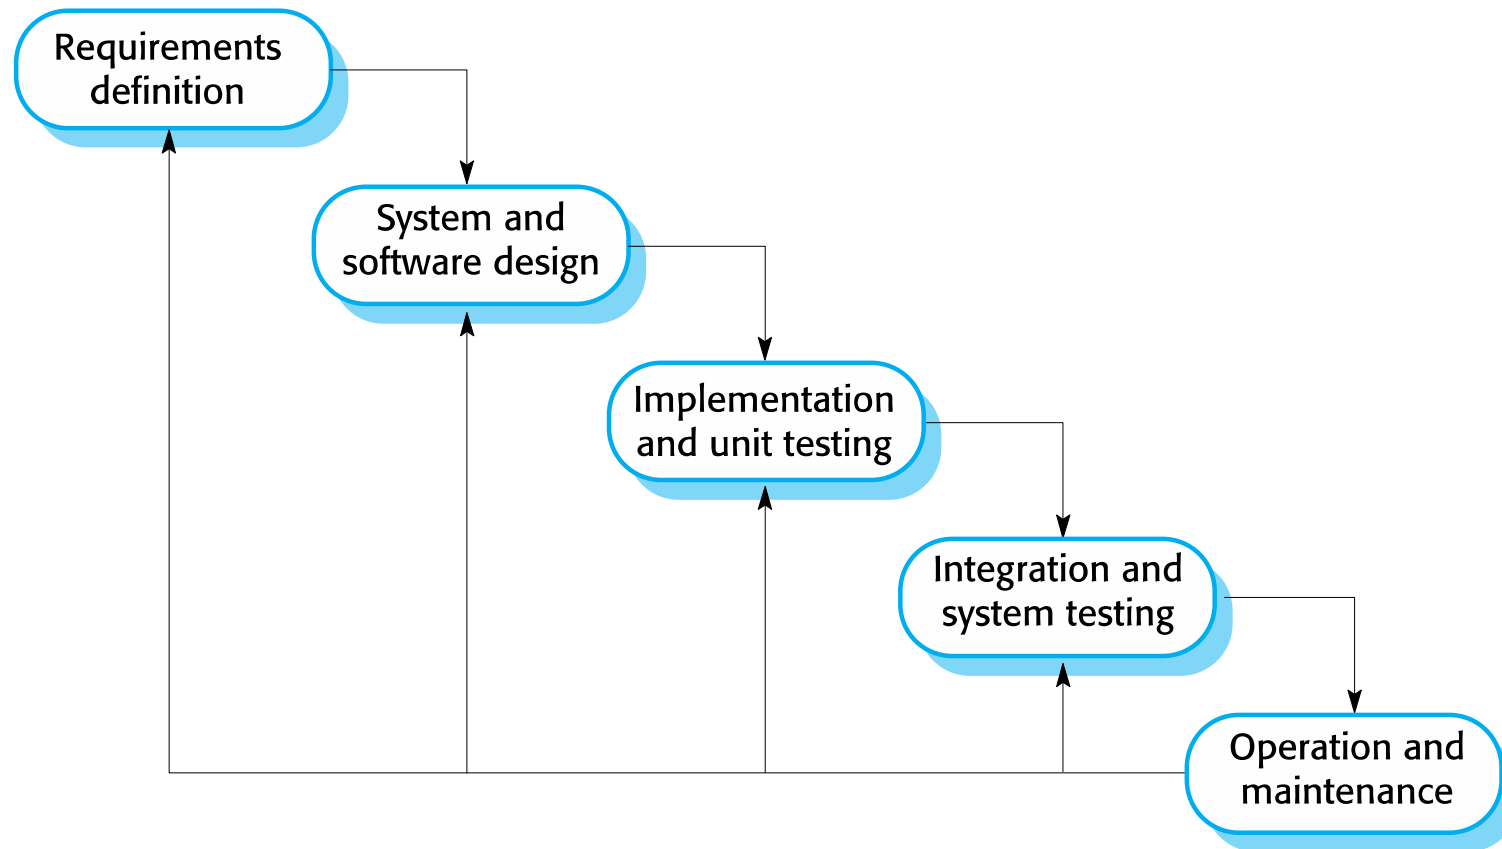 Requirements
definition
System and
software design
Implementation
and unit testing
Integration and
system testing
Operation and
maintenance